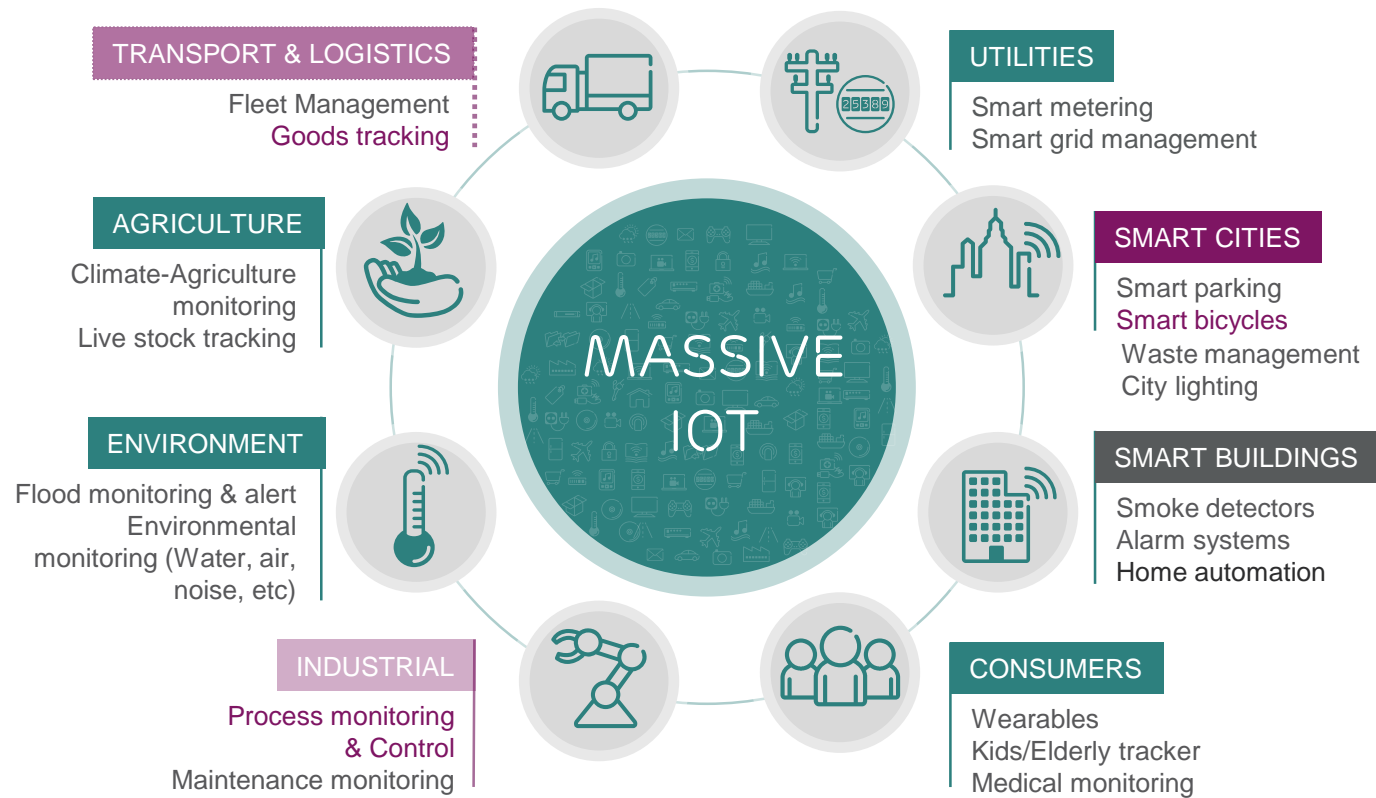 TRANSPORT & LOGISTICS
Fleet Management
Goods tracking
UTILITIES
Smart metering
Smart grid management
25389
AGRICULTURE
Climate-Agriculture
monitoring
Live stock tracking
SMART CITIES
Smart parking
Smart bicycles
Waste management
City lighting
MASSIVE
IOT
ENVIRONMENT
Flood monitoring & alert
Environmental
monitoring (Water, air,
noise, etc)
SMART BUILDINGS
Smoke detectors
Alarm systems
Home automation
INDUSTRIAL
Process monitoring
& Control
Maintenance monitoring
CONSUMERS
Wearables
Kids/Elderly tracker
Medical monitoring